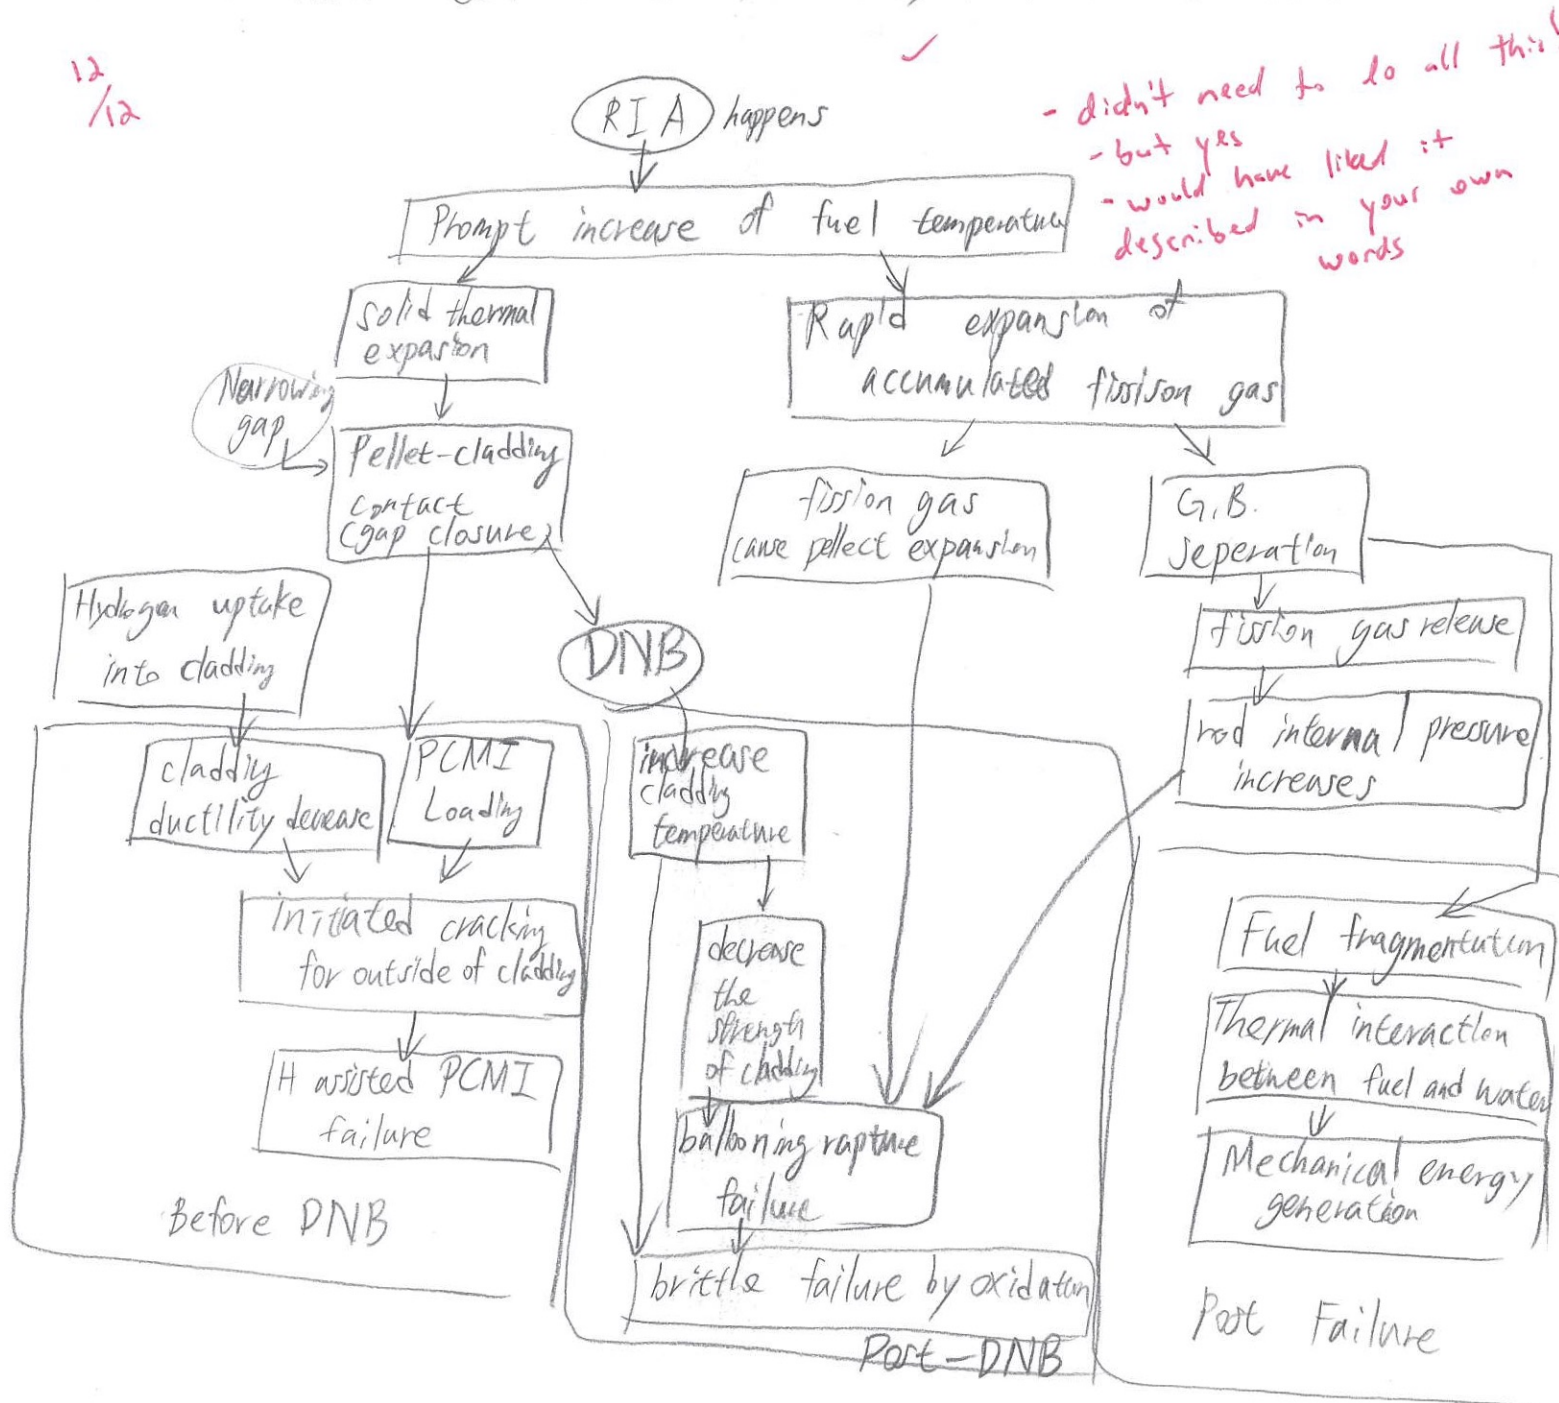 12
/12
RIA happens
- didn't need to do all this!
- but yes
- would have liked it
described in your own
words
Prompt increase of fuel temperature
Solid thermal
expasion
Rapid expansion of
accumulated fissison gas
Narrowing
gap
Pellet-cladding
contact
(gap closure)
fission gas
cause pellect expansion
G.B.
seperation
Hydrogen uptake
into cladding
DNB
fission gas release
rod internal pressure
increases
cladding
ductility decrease
PCMI
Loading
increase
cladding
temperature
initiated cracking
for outside of cladding
decrease
the
strength
of cladding
Fuel fragmentation
Thermal interaction
between fuel and water
H assisted PCMI
failure
ballooning rapture
failure
Mechanical energy
generation
Before DNB
brittle failure by oxidation
Post-DNB
Post Failure